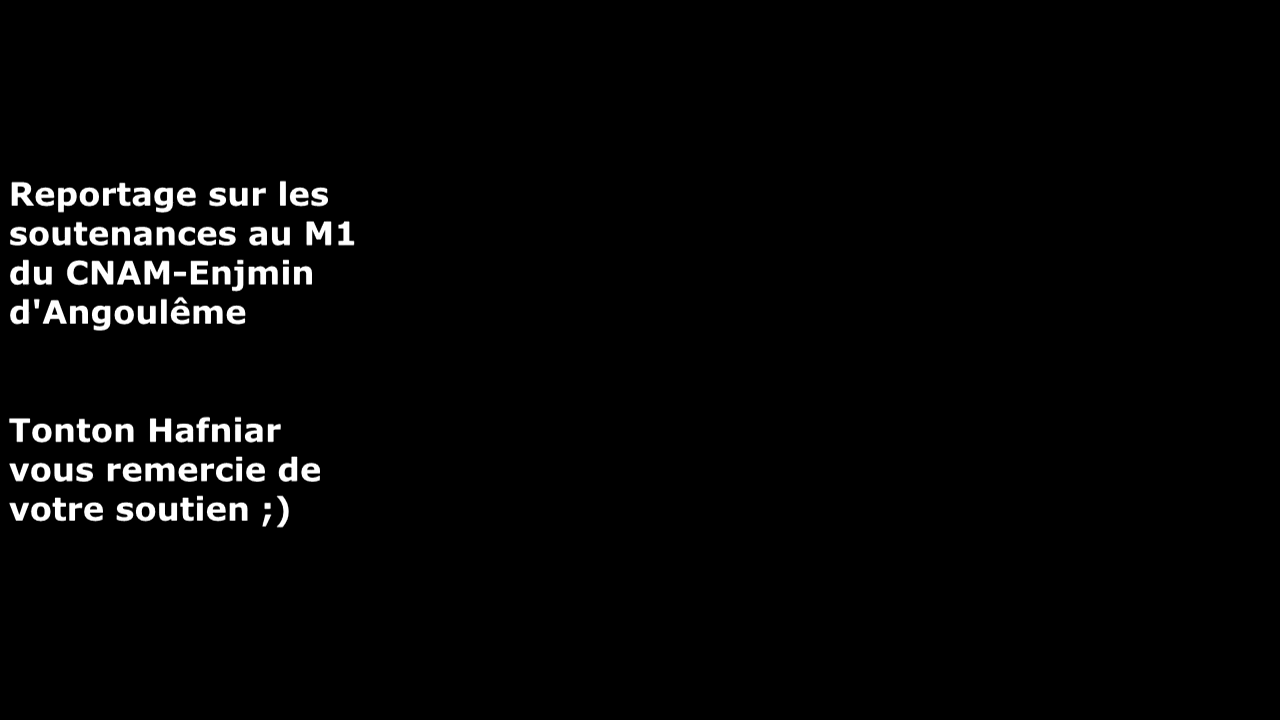 Reportage sur les
soutenances au M1
du CNAM-Enjmin
d'Angoulême
Tonton Hafniar
vous remercie de
votre soutien ;)